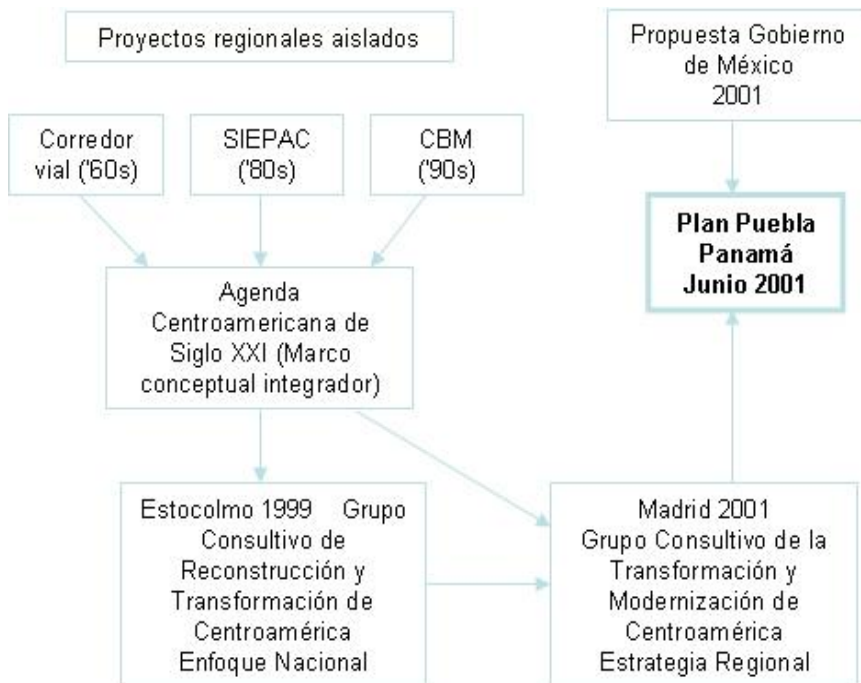 Proyectos regionales aislados
Propuesta Gobierno
de México
2001
Corredor
vial ('60s)
SIEPAC
('80s)
CBM
('90s)
Plan Puebla
Panamá
Junio 2001
Agenda
Centroamericana de
Siglo XXI (Marco
conceptual integrador)
Estocolmo 1999 Grupo
Consultivo de
Reconstrucción y
Transformación de
Centroamérica
Enfoque Nacional
Madrid 2001
Grupo Consultivo de la
Transformación y
Modernización de
Centroamérica
Estrategia Regional